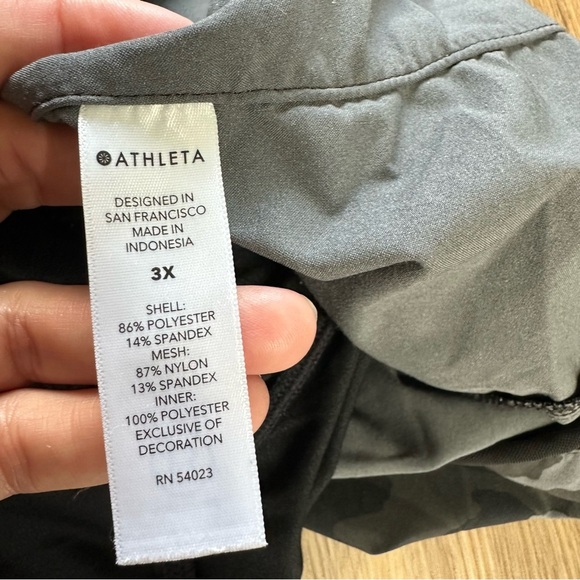 ATHLETA
DESIGNED IN
SAN FRANCISCO
MADE IN
INDONESIA
3X
SHELL:
86% POLYESTER
14% SPANDEX
MESH:
87% NYLON
13% SPANDEX
INNER:
100% POLYESTER
EXCLUSIVE OF
DECORATION
RN 54023